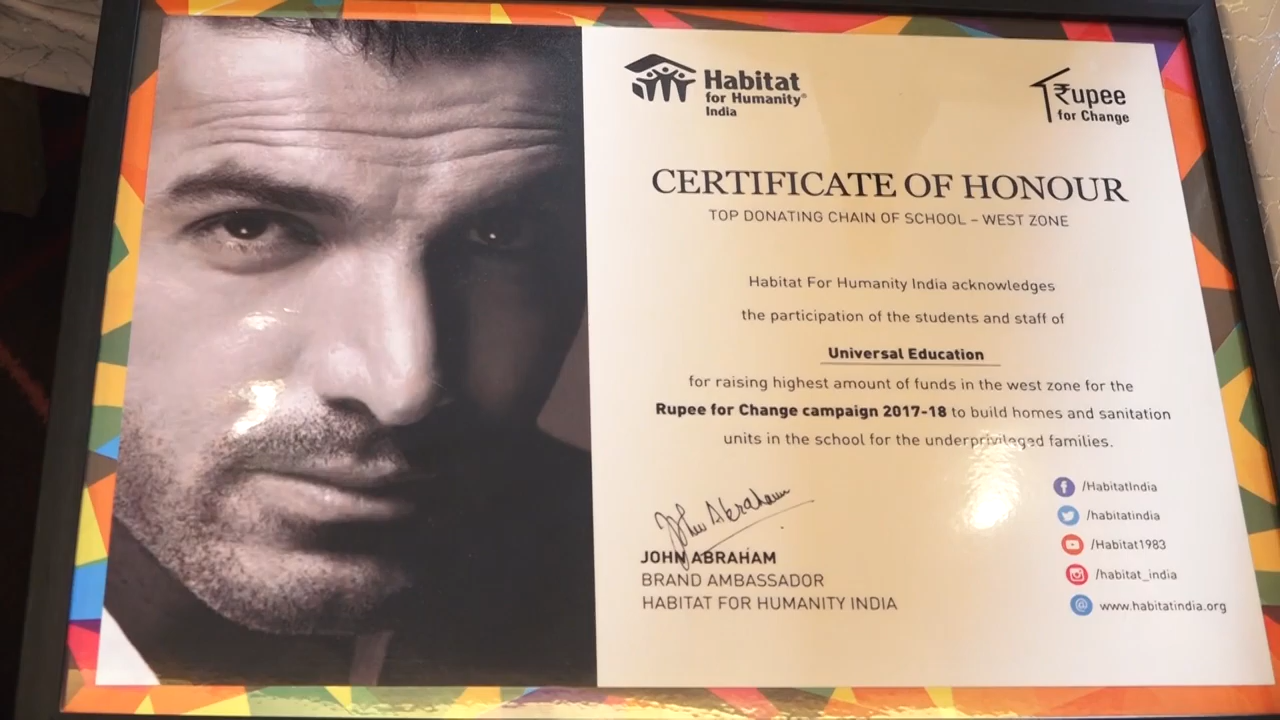 Habitat
for Humanity®
India
₹upee
for Change
CERTIFICATE OF HONOUR
TOP DONATING CHAIN OF SCHOOL – WEST ZONE
Habitat For Humanity India acknowledges
the participation of the students and staff of
Universal Education
for raising highest amount of funds in the west zone for the
Rupee for Change campaign 2017-18 to build homes and sanitation
units in the school for the underprivileged families.
John Abraham
JOHN ABRAHAM
BRAND AMBASSADOR
HABITAT FOR HUMANITY INDIA
/HabitatIndia
/habitatindia
/Habitat1983
/habitat_india
@ www.habitatindia.org